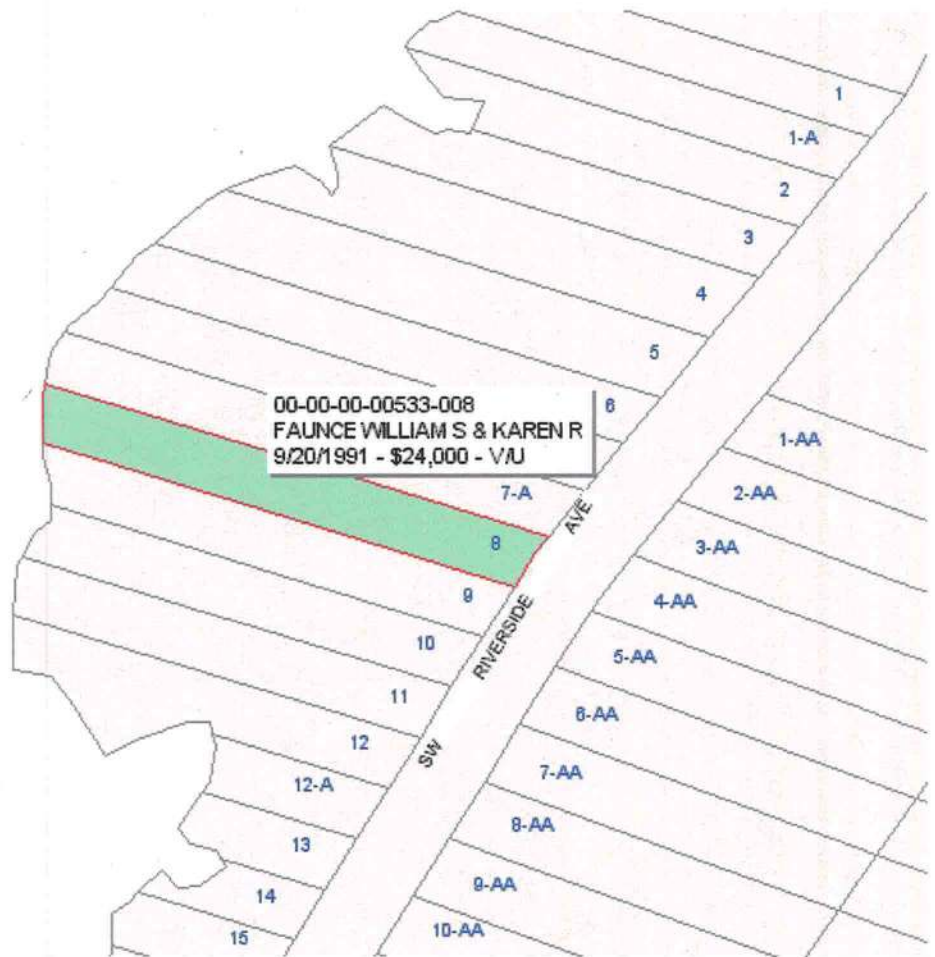 1
1-A
2
3
4
5
6
00-00-00-00533-008
FAUNCE WILLIAM S & KAREN R
9/20/1991 - $24,000 - V/U
7-A
8
9
10
11
12
12-A
13
14
15
SW RIVERSIDE AVE
1-AA
2-AA
3-AA
4-AA
5-AA
6-AA
7-AA
8-AA
9-AA
10-AA